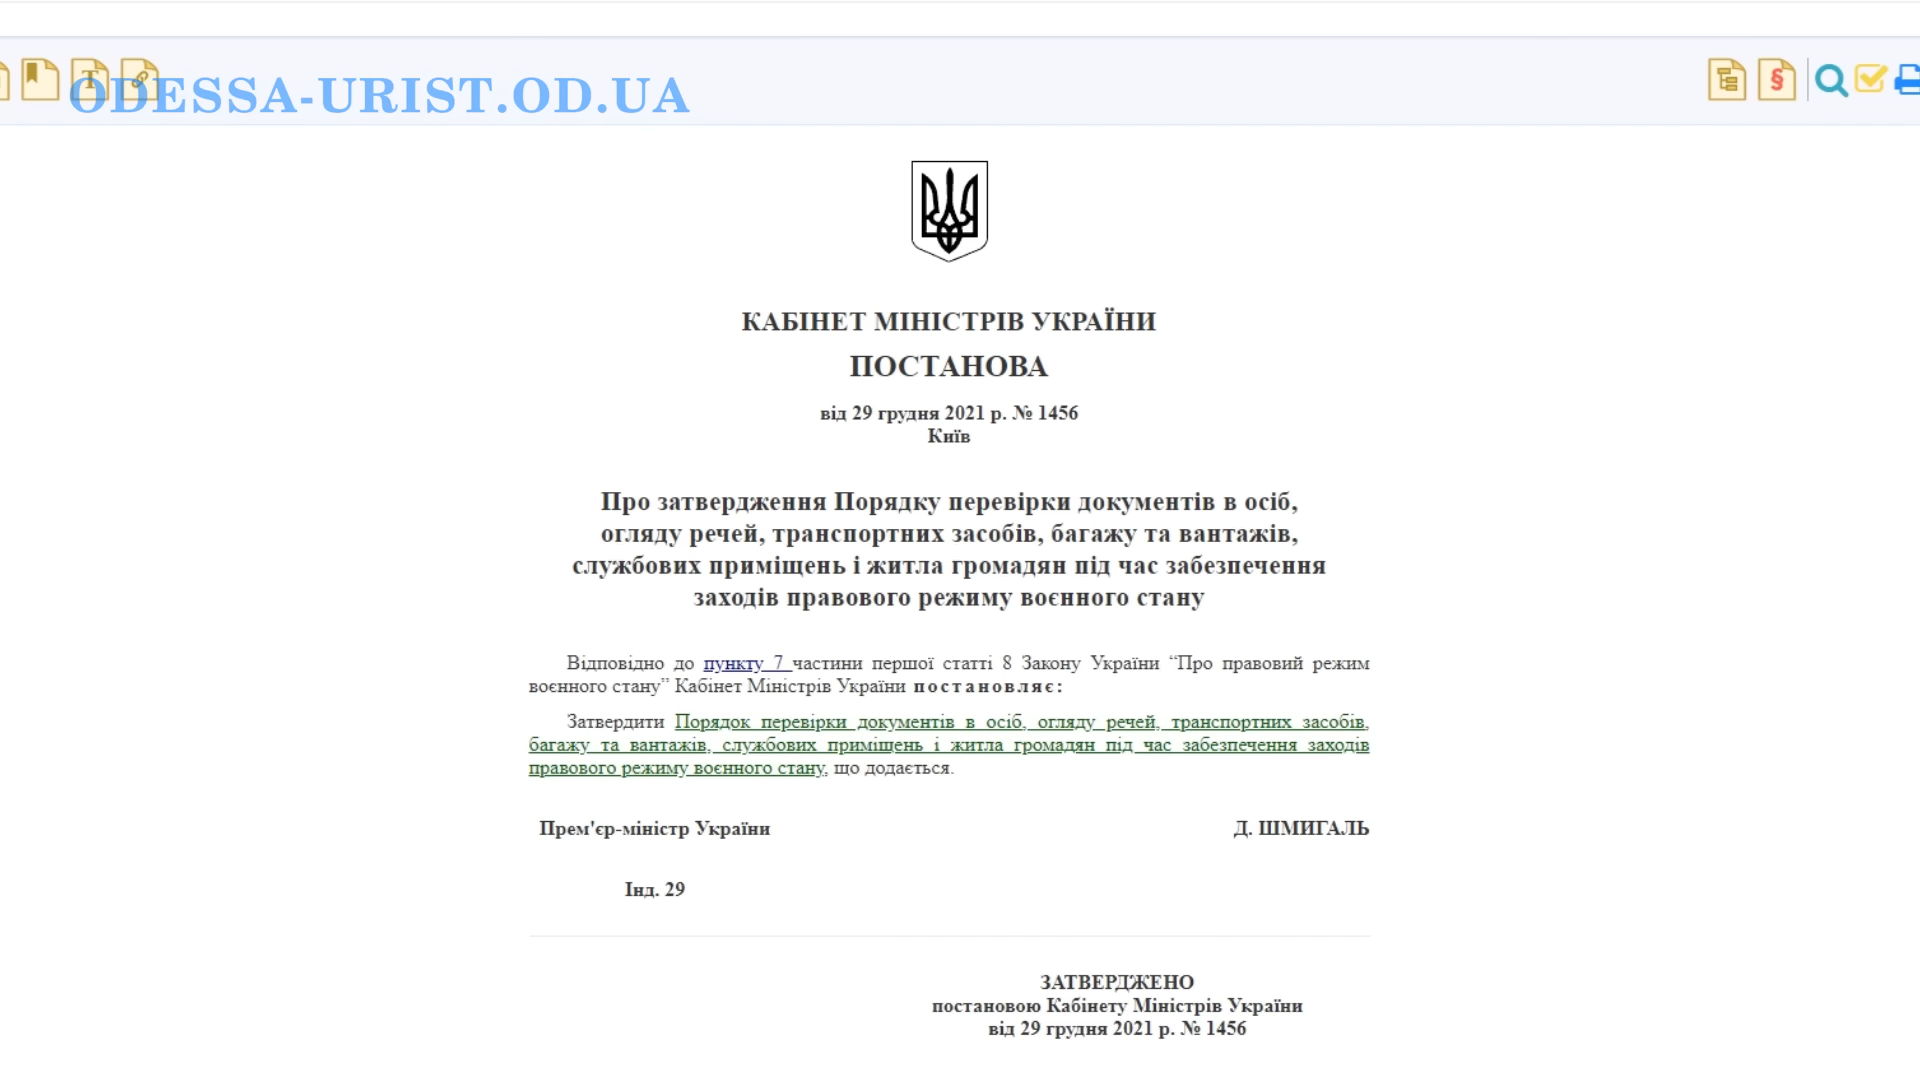 ODESSA-URIST.OD.UA
КАБІНЕТ МІНІСТРІВ УКРАЇНИ
ПОСТАНОВА
від 29 грудня 2021 р. № 1456
Київ
Про затвердження Порядку перевірки документів в осіб,
огляду речей, транспортних засобів, багажу та вантажів,
службових приміщень і житла громадян під час забезпечення
заходів правового режиму воєнного стану
Відповідно до пункту 7 частини першої статті 8 Закону України “Про правовий режим
воєнного стану” Кабінет Міністрів України постановляє:
Затвердити Порядок перевірки документів в осіб, огляду речей, транспортних засобів,
багажу та вантажів, службових приміщень і житла громадян під час забезпечення заходів
правового режиму воєнного стану, що додається.
Прем'єр-міністр України Д. ШМИГАЛЬ
Інд. 29
ЗАТВЕРДЖЕНО
постановою Кабінету Міністрів України
від 29 грудня 2021 р. № 1456